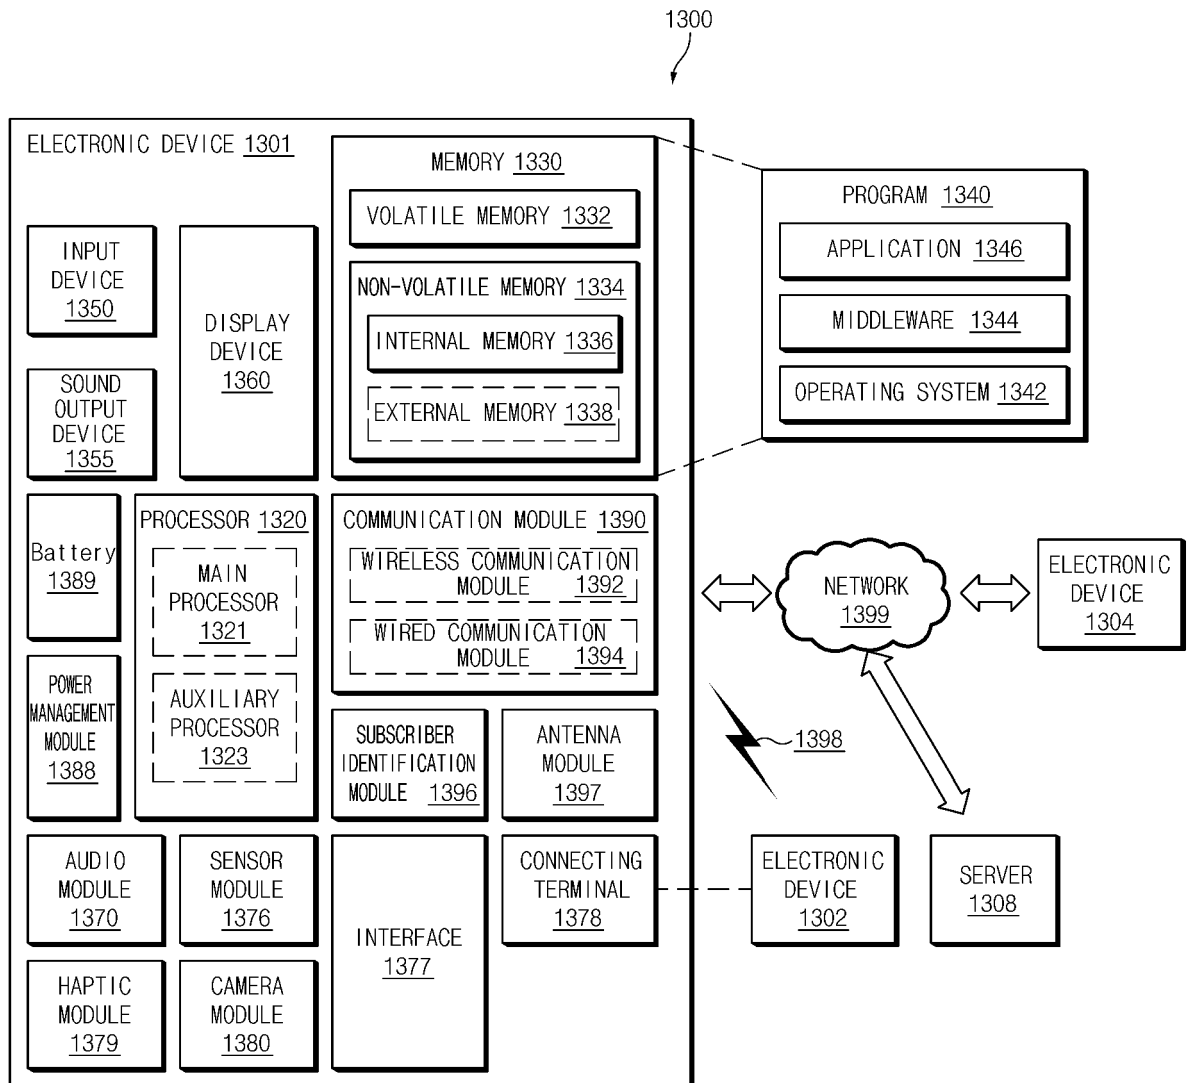 1300
ELECTRONIC DEVICE 1301
MEMORY 1330
VOLATILE MEMORY 1332
NON-VOLATILE MEMORY 1334
INTERNAL MEMORY 1336
EXTERNAL MEMORY 1338
PROGRAM 1340
APPLICATION 1346
MIDDLEWARE 1344
OPERATING SYSTEM 1342
INPUT
DEVICE
1350
DISPLAY
DEVICE
1360
SOUND
OUTPUT
DEVICE
1355
Battery
1389
PROCESSOR 1320
MAIN
PROCESSOR
1321
AUXILIARY
PROCESSOR
1323
COMMUNICATION MODULE 1390
WIRELESS COMMUNICATION
MODULE 1392
WIRED COMMUNICATION
MODULE 1394
NETWORK
1399
ELECTRONIC
DEVICE
1304
POWER
MANAGEMENT
MODULE
1388
SUBSCRIBER
IDENTIFICATION
MODULE 1396
ANTENNA
MODULE
1397
1398
AUDIO
MODULE
1370
SENSOR
MODULE
1376
INTERFACE
1377
CONNECTING
TERMINAL
1378
ELECTRONIC
DEVICE
1302
SERVER
1308
HAPTIC
MODULE
1379
CAMERA
MODULE
1380